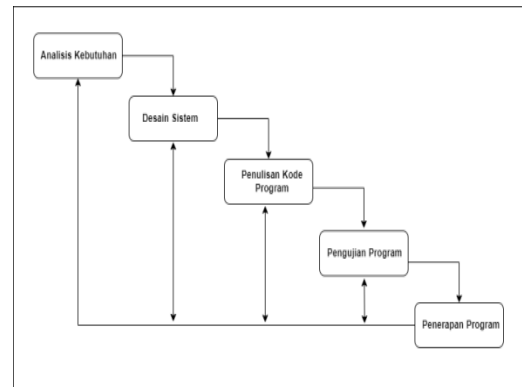 Analisis Kebutuhan
Desain Sistem
Penulisan Kode
Program
Pengujian Program
Penerapan Program